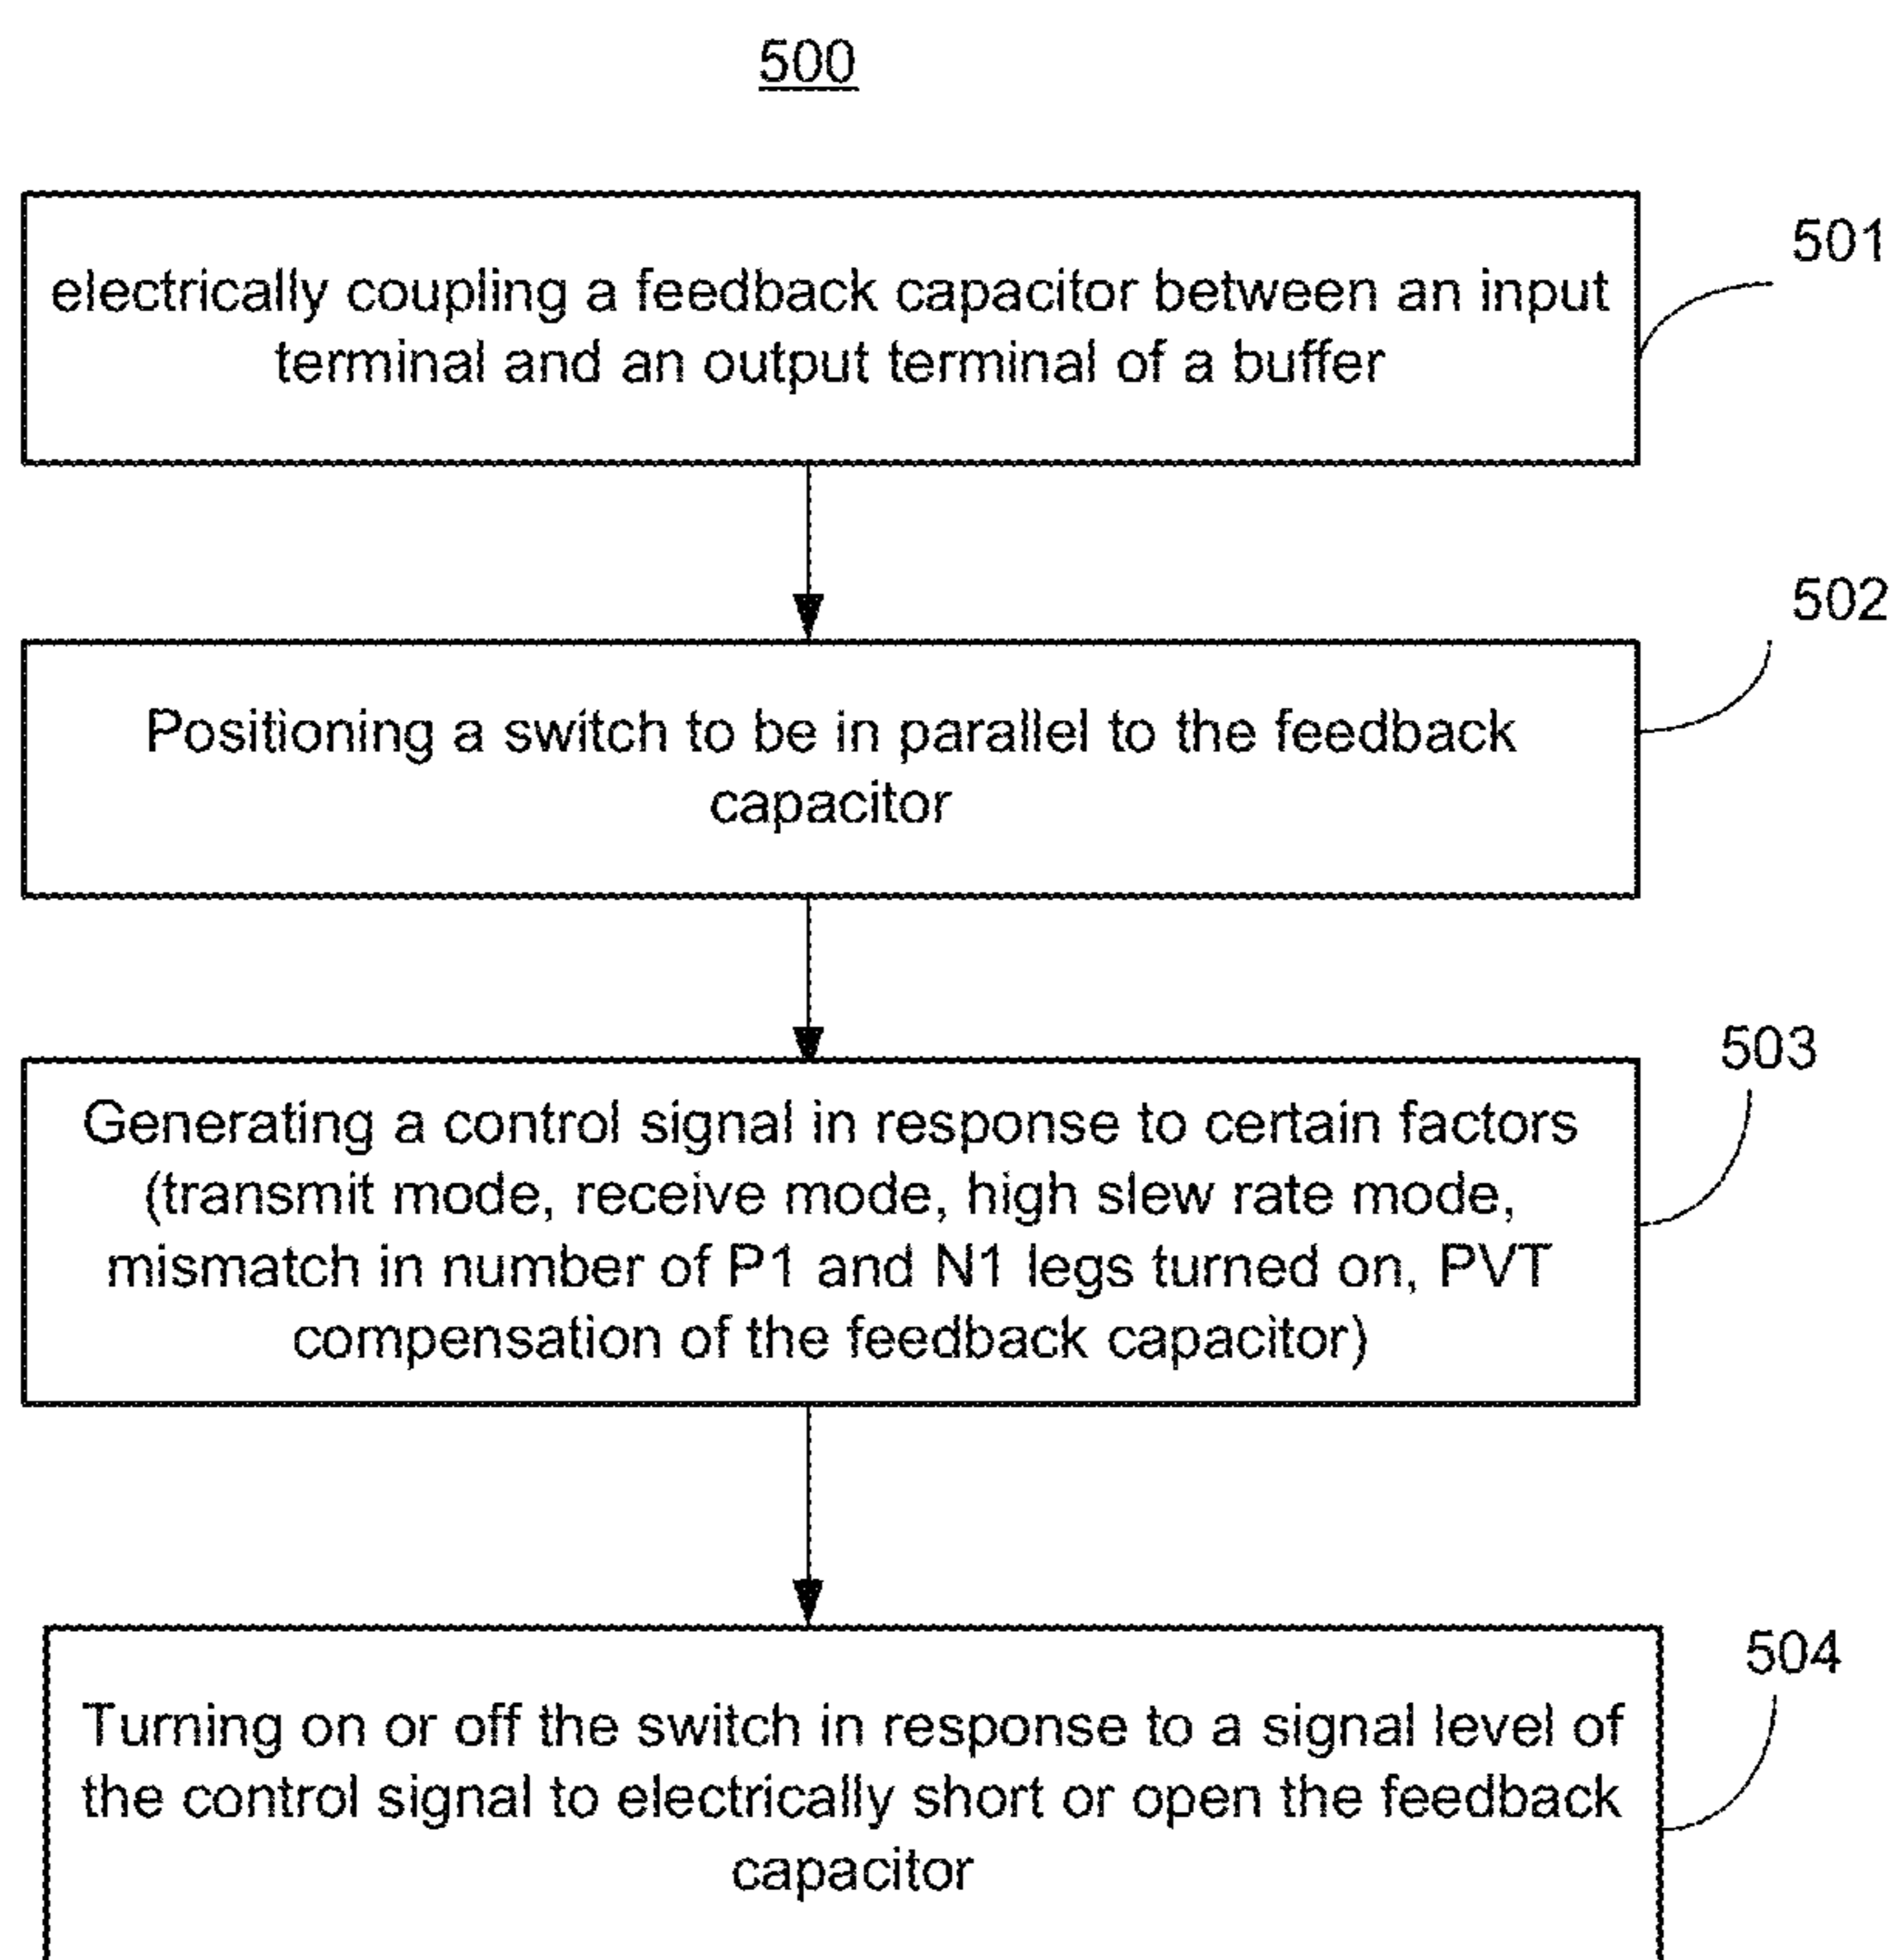 500
501
electrically coupling a feedback capacitor between an input
terminal and an output terminal of a buffer
502
Positioning a switch to be in parallel to the feedback
capacitor
503
Generating a control signal in response to certain factors
(transmit mode, receive mode, high slew rate mode,
mismatch in number of P1 and N1 legs turned on, PVT
compensation of the feedback capacitor)
504
Turning on or off the switch in response to a signal level of
the control signal to electrically short or open the feedback
capacitor